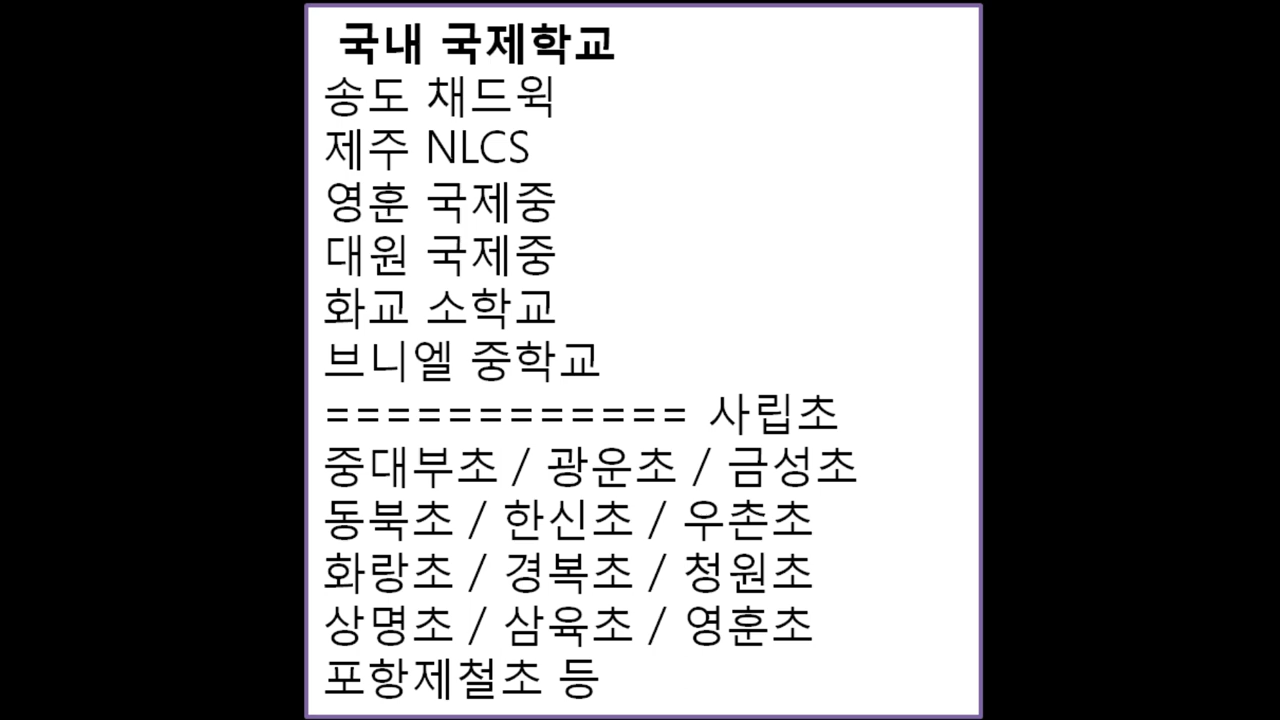 국내 국제학교
송도 채드윅
제주 NLCS
영훈 국제중
대원 국제중
화교 소학교
브니엘 중학교
============ 사립초
중대부초 / 광운초 / 금성초
동북초 / 한신초 / 우촌초
화랑초 / 경복초 / 청원초
상명초 / 삼육초 / 영훈초
포항제철초 등